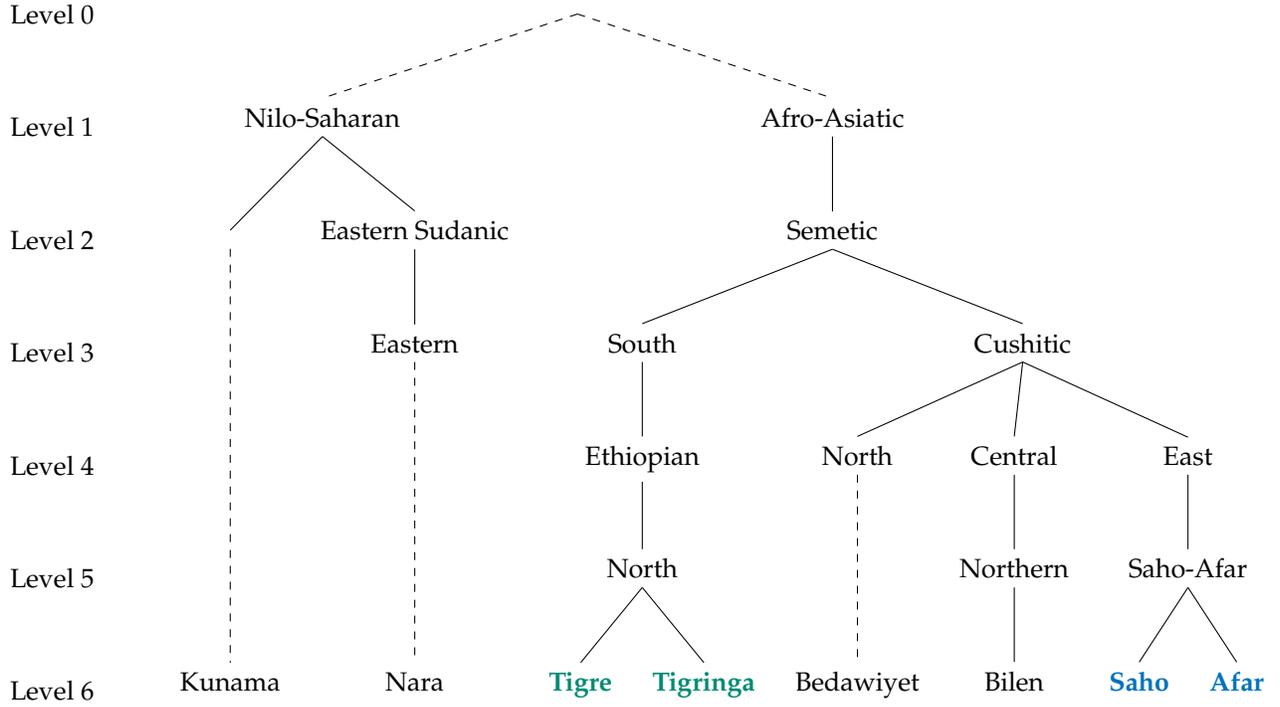 Level 0
Nilo-Saharan Afro-Asiatic
Level 1
Eastern Sudanic Semetic
Level 2
Eastern South Cushitic
Level 3
Ethiopian North Central East
Level 4
North Northern Saho-Afar
Level 5
Kunama Nara Tigre Tigringa Bedawiyet Bilen Saho Afar
Level 6